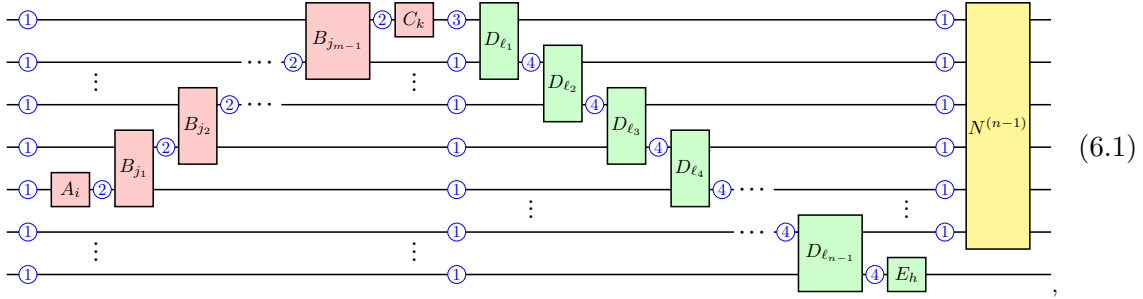 1 B_{j_{m-1}} 2 C_k 3 D_{ℓ_1} 1
1 ··· 2 1 4 D_{ℓ_2} 1
⋮ ⋮
1 B_{j_2} 2 ··· 1 4 D_{ℓ_3} 1
1 B_{j_1} 2 1 4 D_{ℓ_4} 1 N^{(n-1)} (6.1)
1 A_i 2 1 4 ··· 1
⋮ ⋮
1 1 ··· 4 D_{ℓ_{n-1}} 1
⋮ ⋮
1 1 4 E_h ,